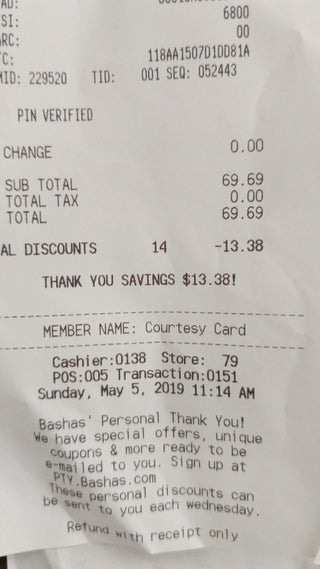 SI: 6800
ARC: 00
C: 118AA1507D1DD81A
MID: 229520 TID: 001 SEQ: 052443
PIN VERIFIED
CHANGE 0.00
SUB TOTAL 69.69
TOTAL TAX 0.00
TOTAL 69.69
AL DISCOUNTS 14 -13.38
THANK YOU SAVINGS $13.38!
MEMBER NAME: Courtesy Card
Cashier:0138 Store: 79
POS:005 Transaction:0151
Sunday, May 5, 2019 11:14 AM
Bashas' Personal Thank You!
We have special offers, unique
coupons & more ready to be
e-mailed to you. Sign up at
PTY.Bashas.com
These personal discounts can
be sent to you each wednesday.
Refund with receipt only